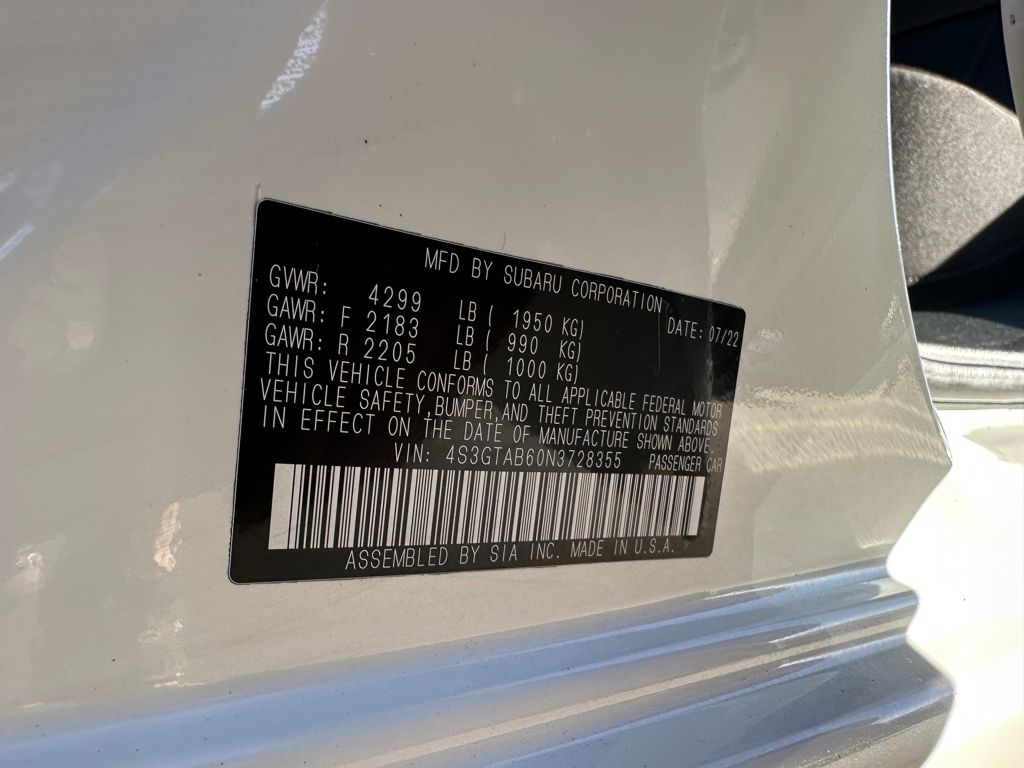 MFD BY SUBARU CORPORATION
GVWR: 4299 LB ( 1950 KG) DATE: 07/22
GAWR: F 2183 LB ( 990 KG)
GAWR: R 2205 LB ( 1000 KG)
THIS VEHICLE CONFORMS TO ALL APPLICABLE FEDERAL MOTOR
VEHICLE SAFETY,BUMPER,AND THEFT PREVENTION STANDARDS
IN EFFECT ON THE DATE OF MANUFACTURE SHOWN ABOVE.
VIN: 4S3GTAB60N3728355 PASSENGER CAR
ASSEMBLED BY SIA INC. MADE IN U.S.A.